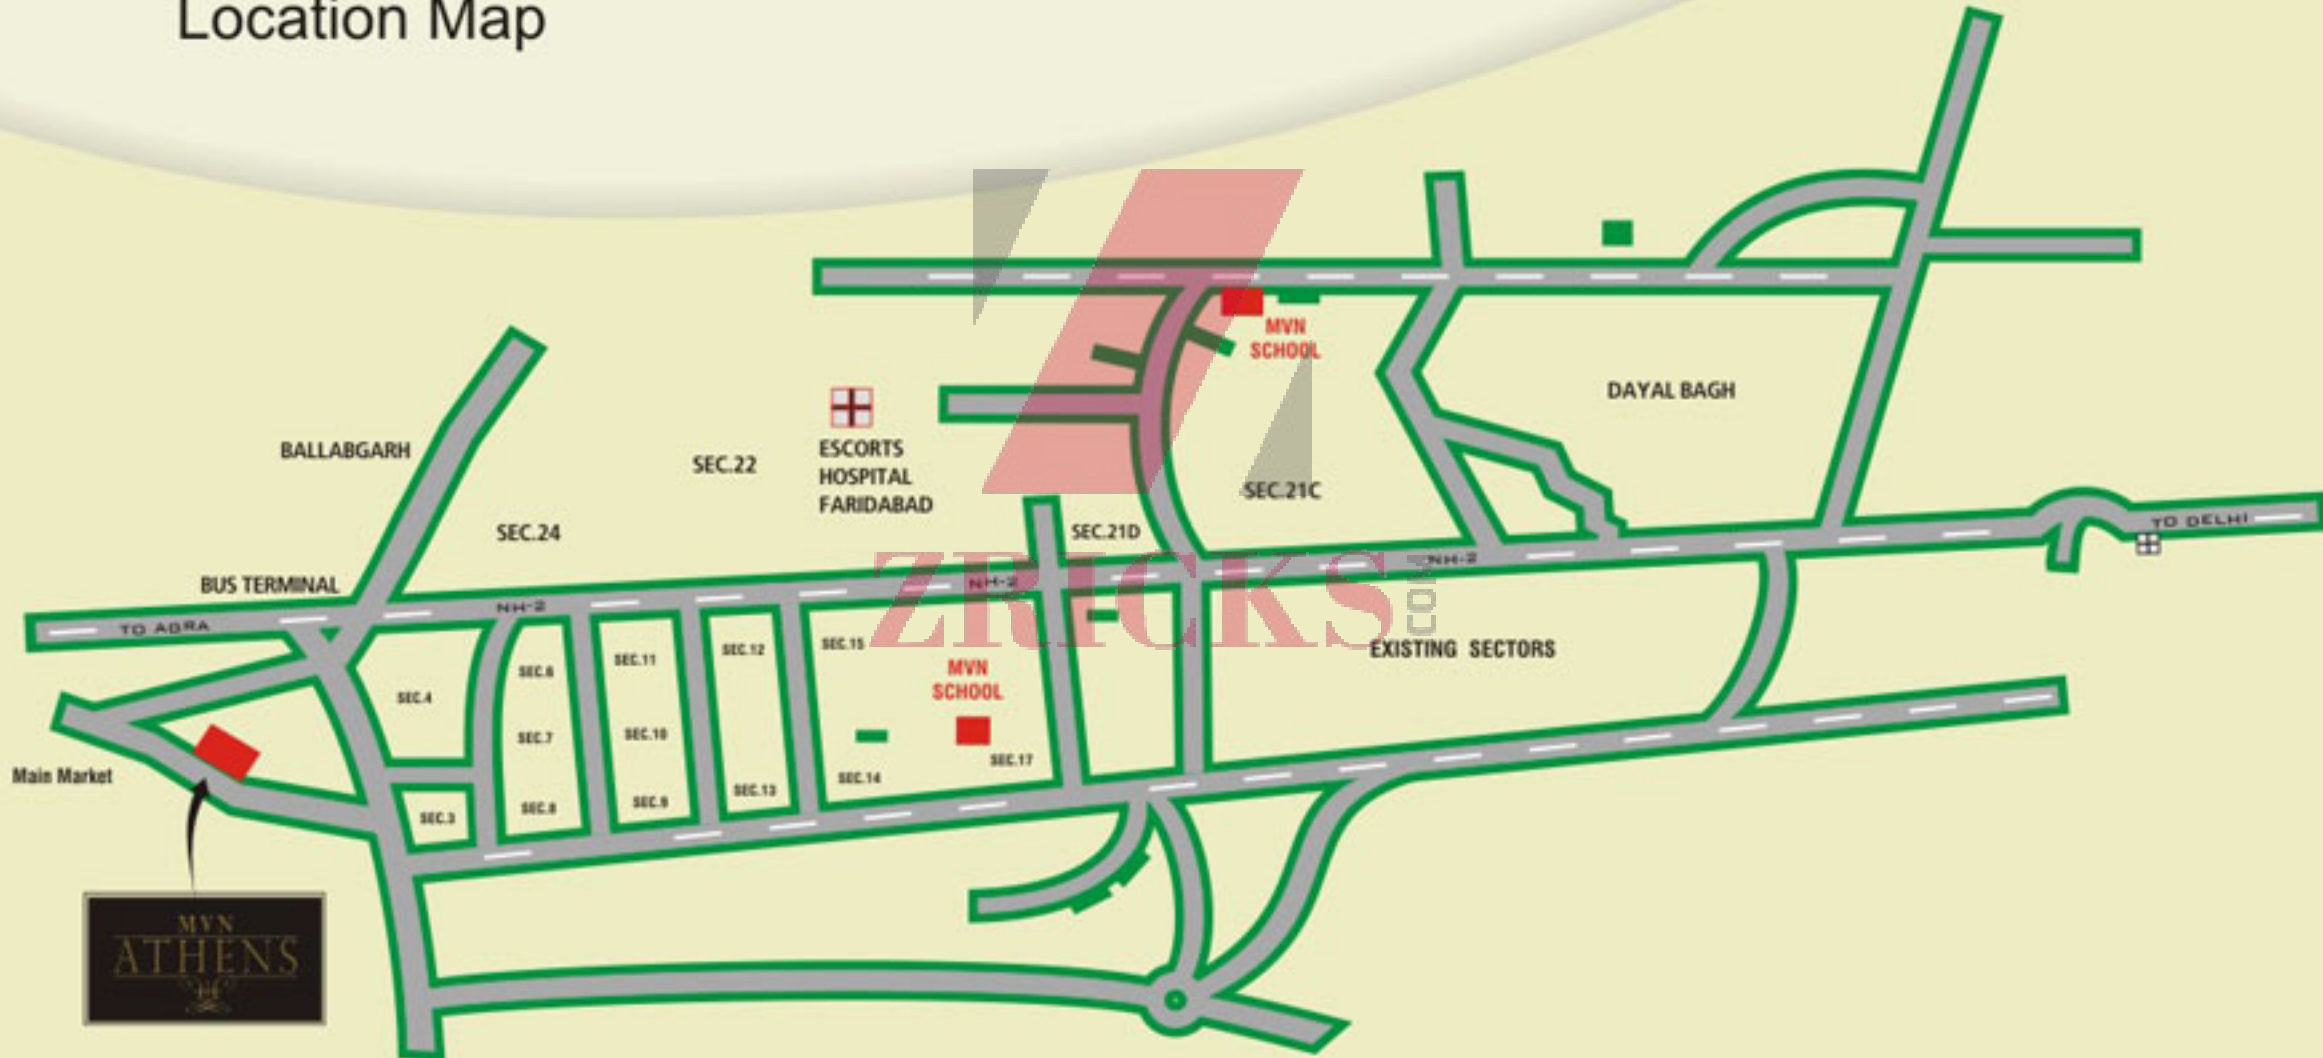 Location Map
MVN
SCHOOL
DAYAL BAGH
BALLABGARH
ESCORTS
HOSPITAL
FARIDABAD
SEC.22
SEC.21C
SEC.24
SEC.21D
TO DELHI
NH-2
NH-2
NH-2
BUS TERMINAL
TO AGRA
ZRICKS
.COM
SEC.15
SEC.12
SEC.11
SEC.6
SEC.4
EXISTING SECTORS
MVN
SCHOOL
SEC.7
SEC.10
SEC.17
SEC.14
SEC.13
SEC.9
SEC.8
SEC.3
Main Market
MVN
ATHENS